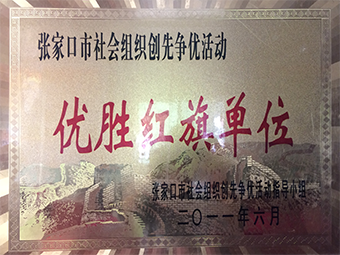 张家口市社会组织创先争优活动
优胜红旗单位
张家口市社会组织创先争优活动指导小组
二〇一一年六月